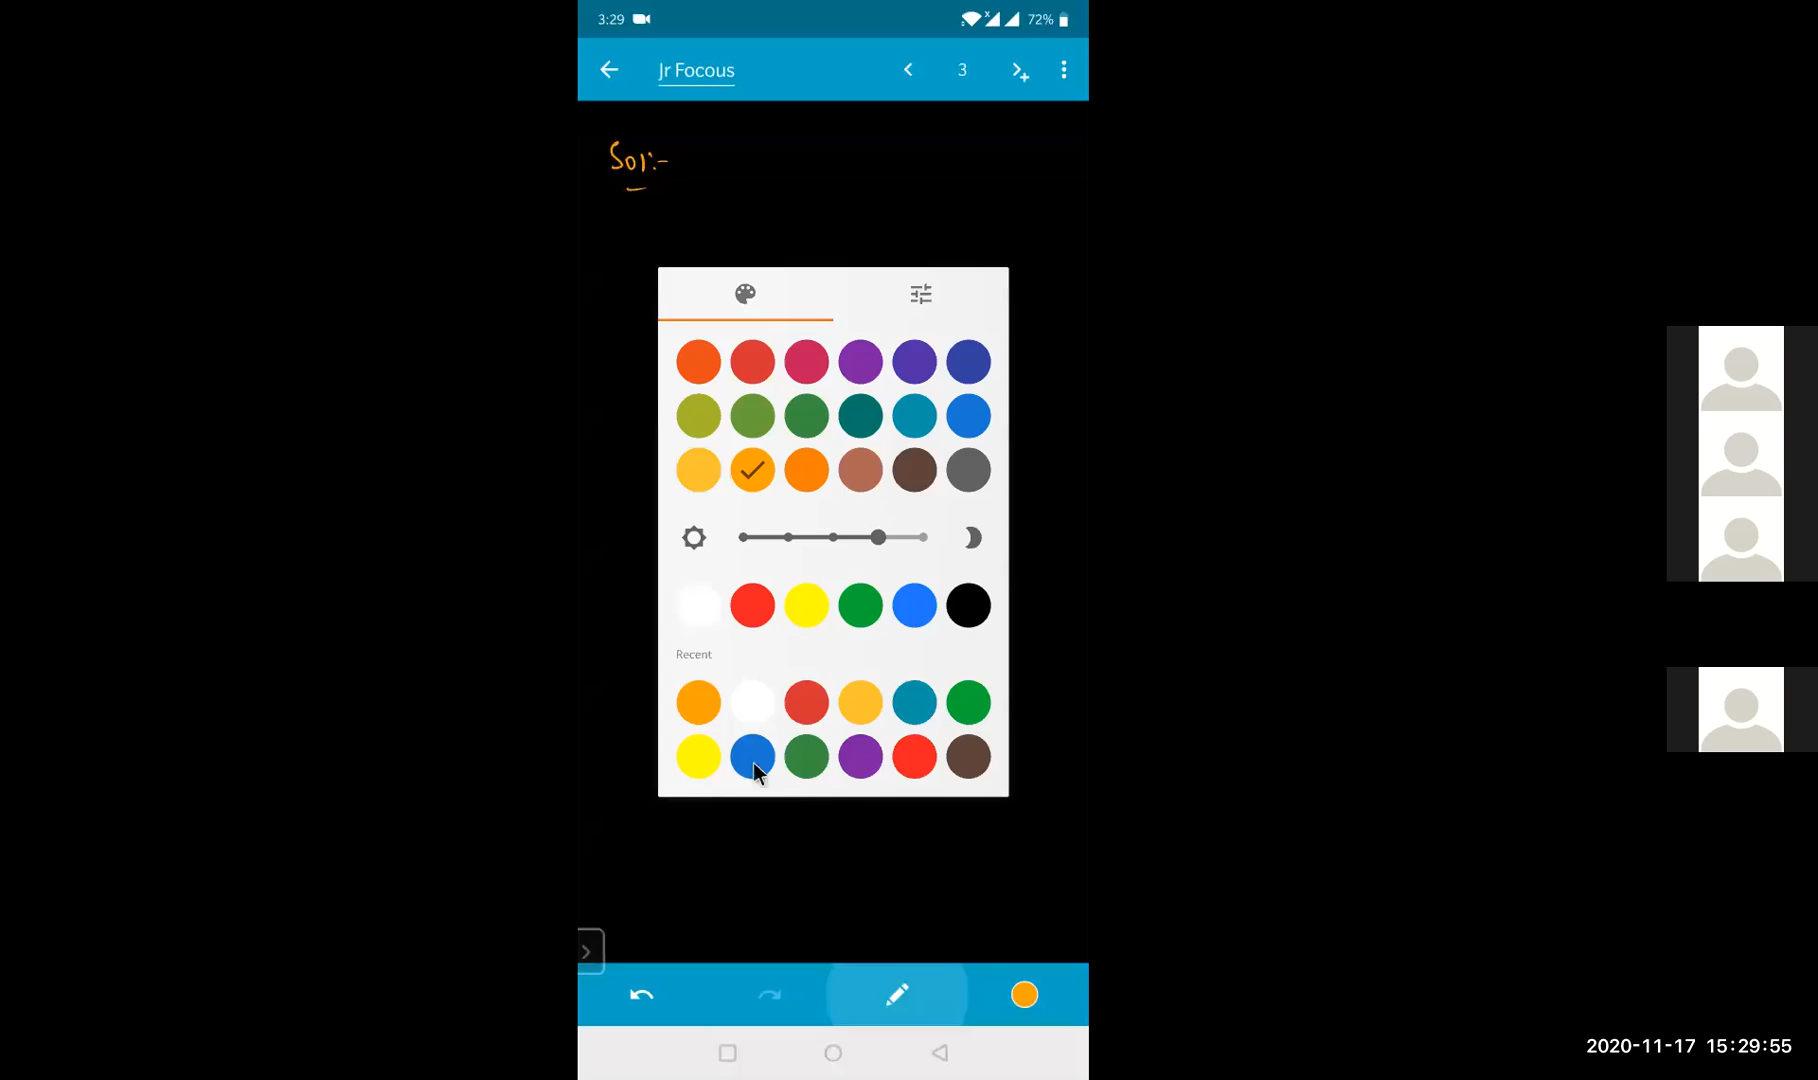 3:29 72%
Jr Focous 3
Sol:-
Recent
2020-11-17 15:29:55